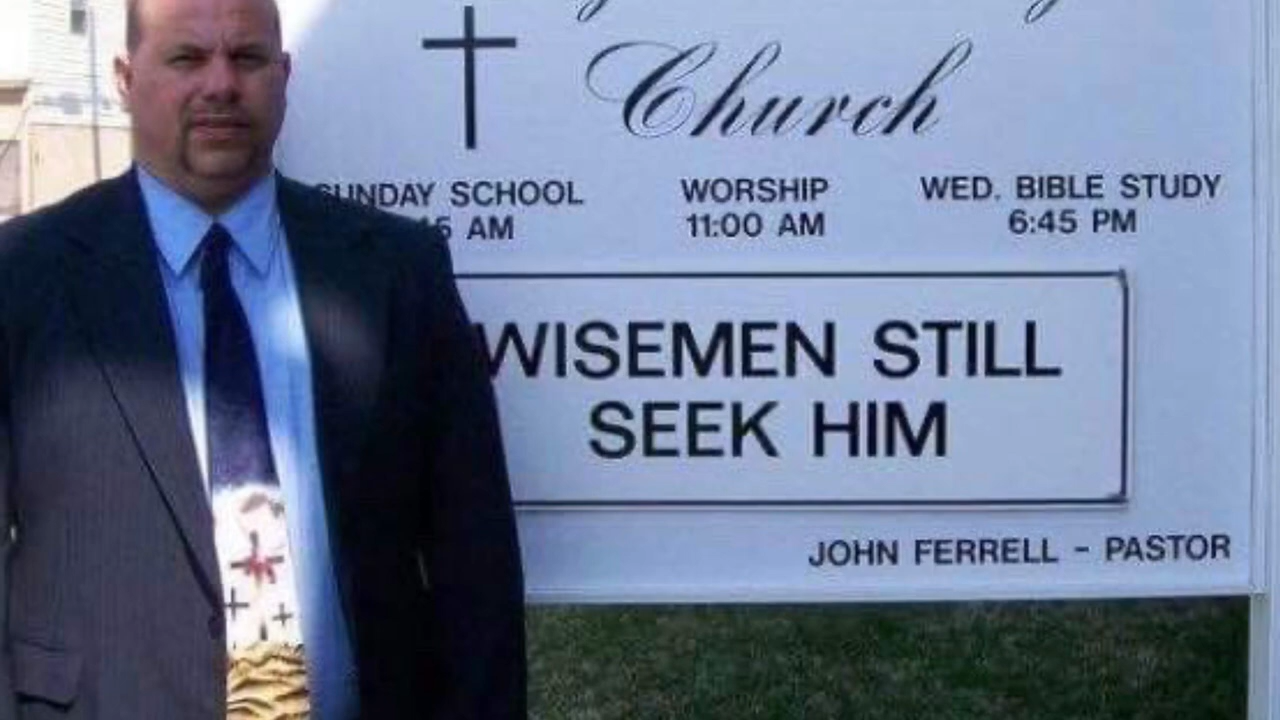 Church
SUNDAY SCHOOL
WORSHIP
WED. BIBLE STUDY
AM
11:00 AM
6:45 PM
WISEMEN STILL
SEEK HIM
JOHN FERRELL - PASTOR